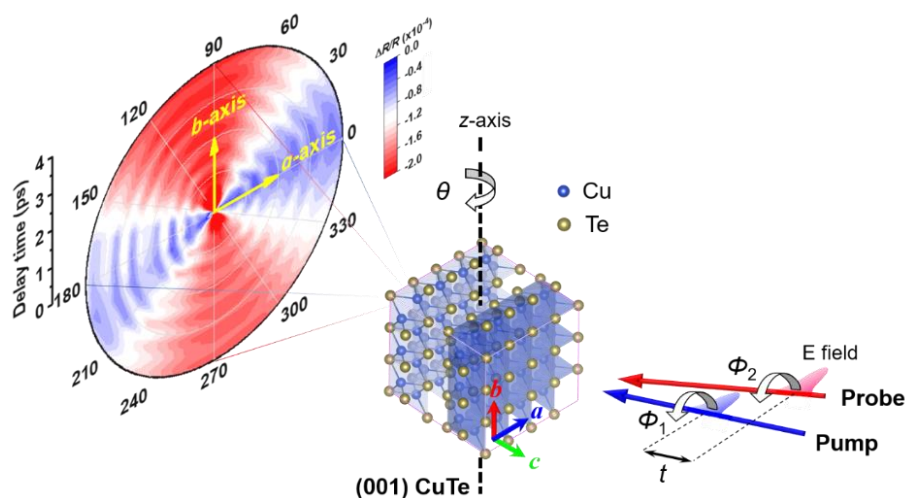 ΔR/R (x10⁻⁴)
0.0
-0.4
-0.8
-1.2
-1.6
-2.0
90
60
30
0
330
300
270
240
210
180
150
120
b-axis
a-axis
Delay time (ps)
4
3
2
1
0
z-axis
θ
Cu
Te
b
a
c
(001) CuTe
E field
Φ2
Φ1
Probe
Pump
t